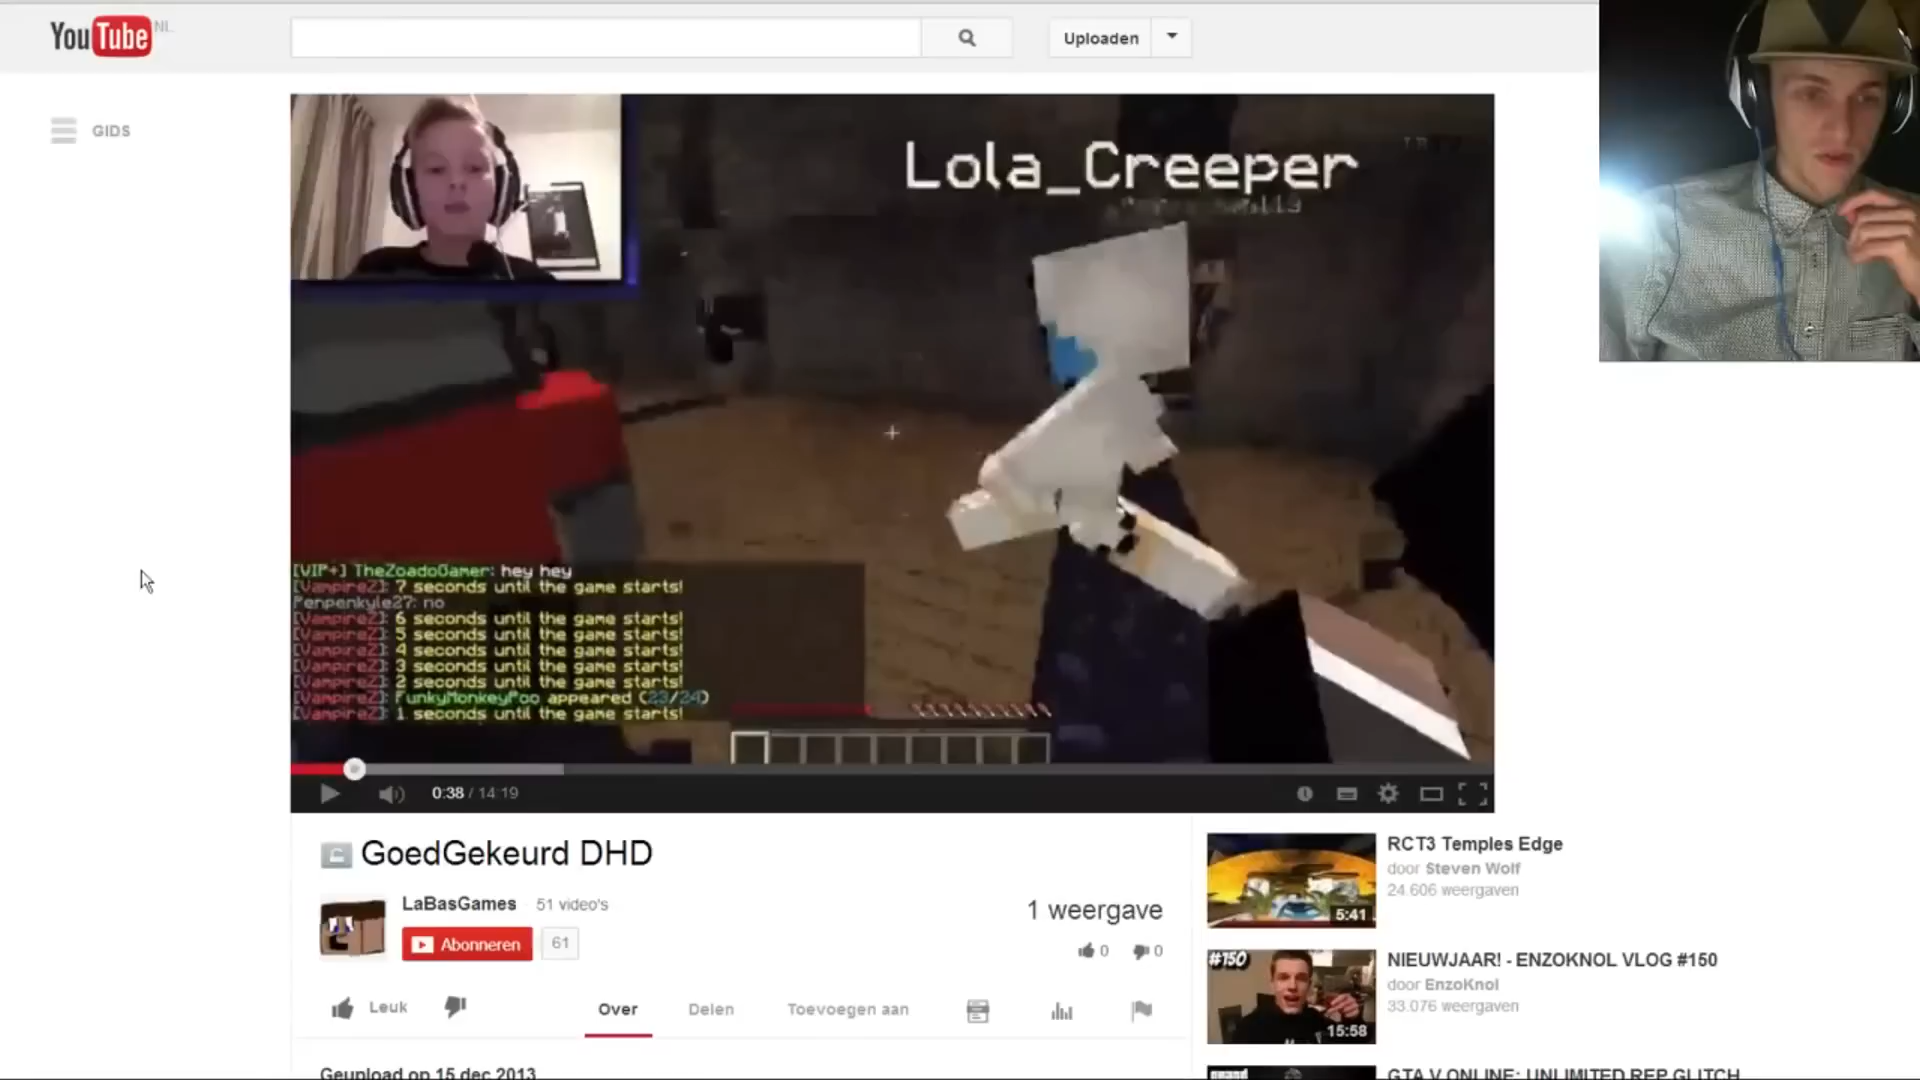 YouTube NL
Uploaden
GIDS
Lola_Creeper
[VIP+] TheZoadoGamer: hey hey
[VampireZ]: 7 seconds until the game starts!
Penpenkyle27: no
[VampireZ]: 6 seconds until the game starts!
[VampireZ]: 5 seconds until the game starts!
[VampireZ]: 4 seconds until the game starts!
[VampireZ]: 3 seconds until the game starts!
[VampireZ]: 2 seconds until the game starts!
[VampireZ]: FunkyMonkeyPoo appeared (23/24)
[VampireZ]: 1 seconds until the game starts!
0:38 / 14:19
GoedGekeurd DHD
LaBasGames 51 video's
Abonneren 61
1 weergave
0 0
Leuk
Over Delen Toevoegen aan
Geupload op 15 dec 2013
RCT3 Temples Edge
door Steven Wolf
24.606 weergaven
5:41
#150
NIEUWJAAR! - ENZOKNOL VLOG #150
door EnzoKnol
33.076 weergaven
15:58
GTA V ONLINE: UNLIMITED REP GLITCH